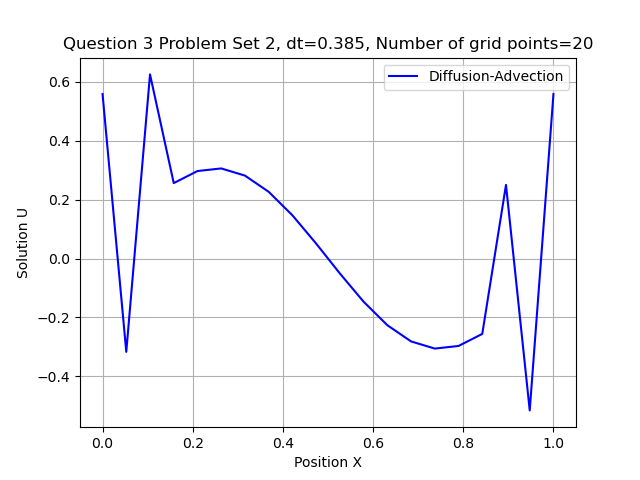 Question 3 Problem Set 2, dt=0.385, Number of grid points=20
Diffusion-Advection
Solution U
0.6
0.4
0.2
0.0
−0.2
−0.4
0.0 0.2 0.4 0.6 0.8 1.0
Position X